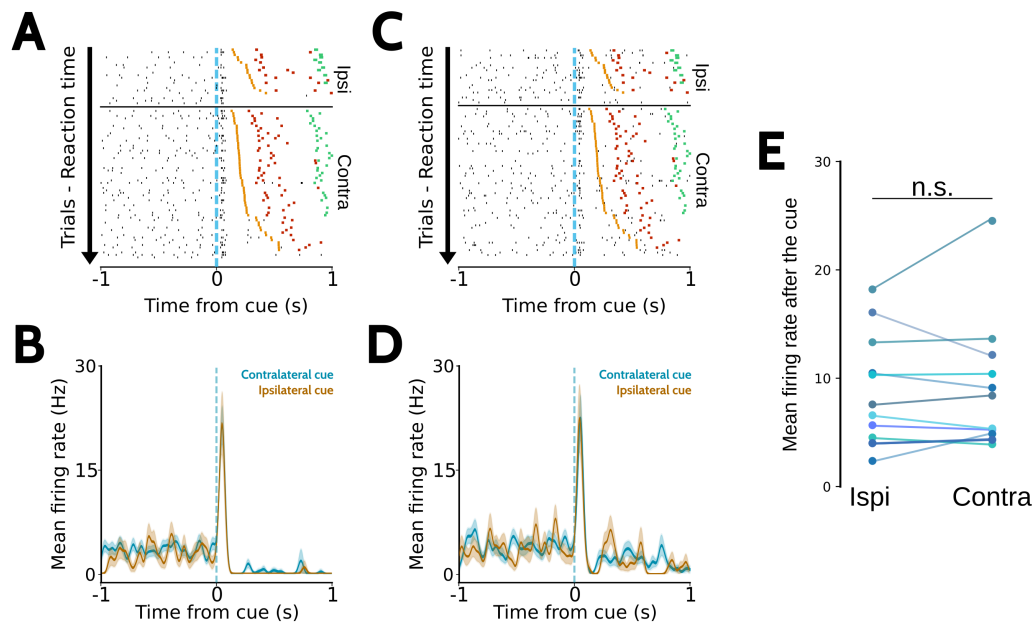 A
Trials - Reaction time
Ipsi
Contra
-1 0 1
Time from cue (s)
B
Mean firing rate (Hz)
30
15
0
Contralateral cue
Ipsilateral cue
-1 0 1
Time from cue (s)
C
Trials - Reaction time
Ipsi
Contra
-1 0 1
Time from cue (s)
D
Mean firing rate (Hz)
30
15
0
Contralateral cue
Ipsilateral cue
-1 0 1
Time from cue (s)
E
Mean firing rate after the cue
30
20
10
0
n.s.
Ispi Contra